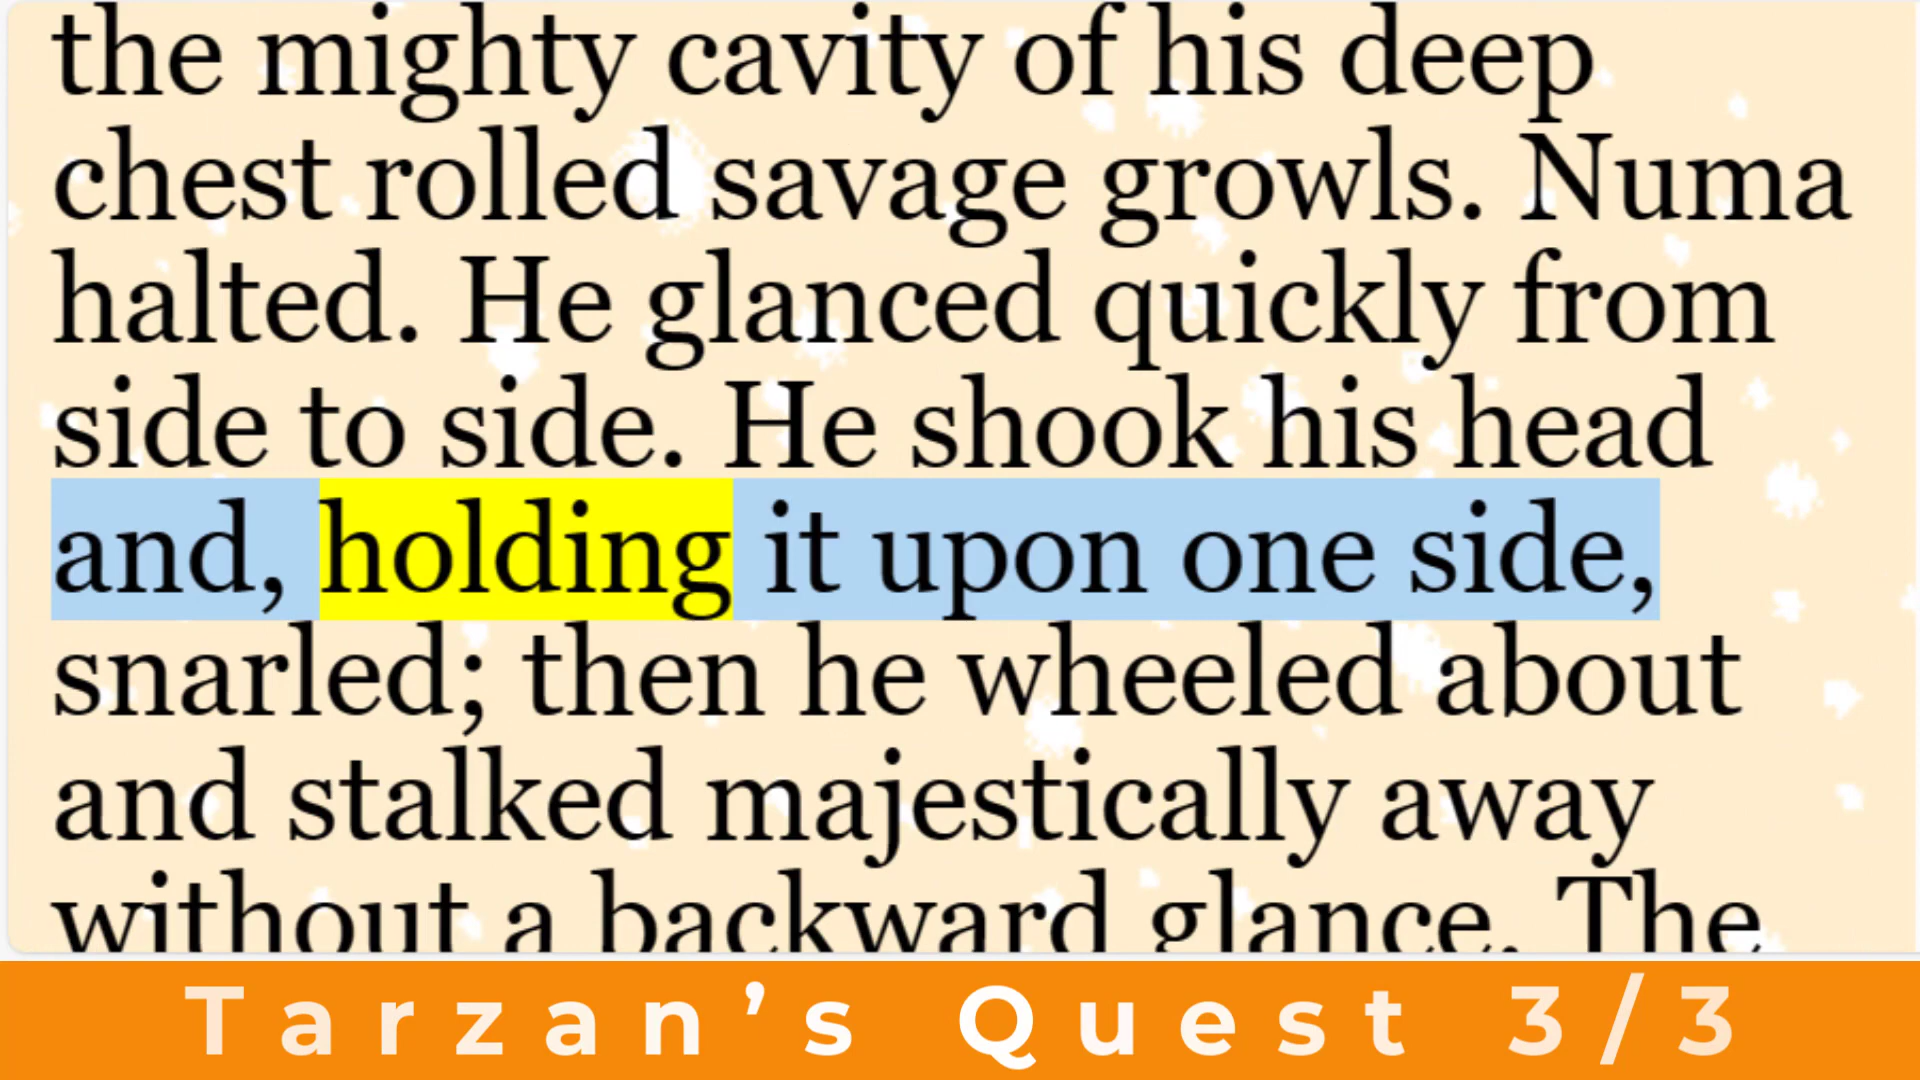 the mighty cavity of his deep
chest rolled savage growls. Numa
halted. He glanced quickly from
side to side. He shook his head
and, holding it upon one side,
snarled; then he wheeled about
and stalked majestically away
without a backward glance. The
Tarzan’s Quest 3/3